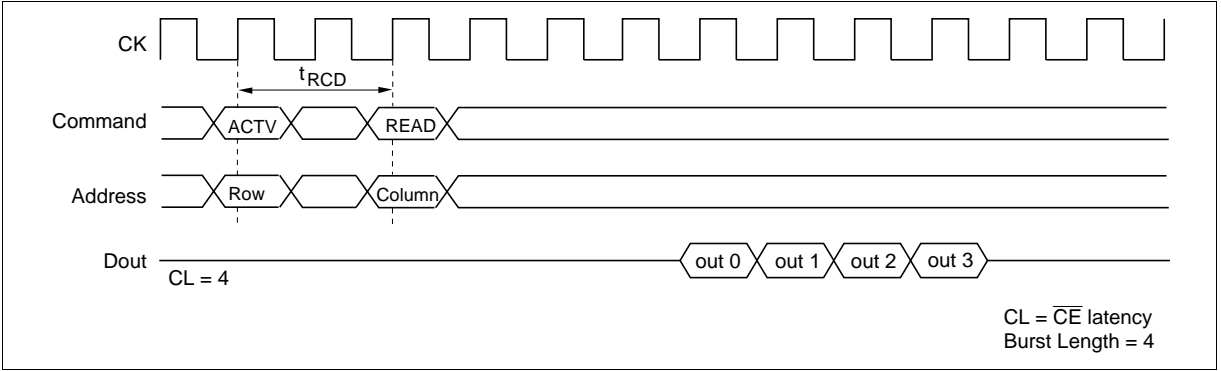 CK
tRCD
Command ACTV READ
Address Row Column
Dout out 0 out 1 out 2 out 3
CL = 4
CL = C̅E̅ latency
Burst Length = 4